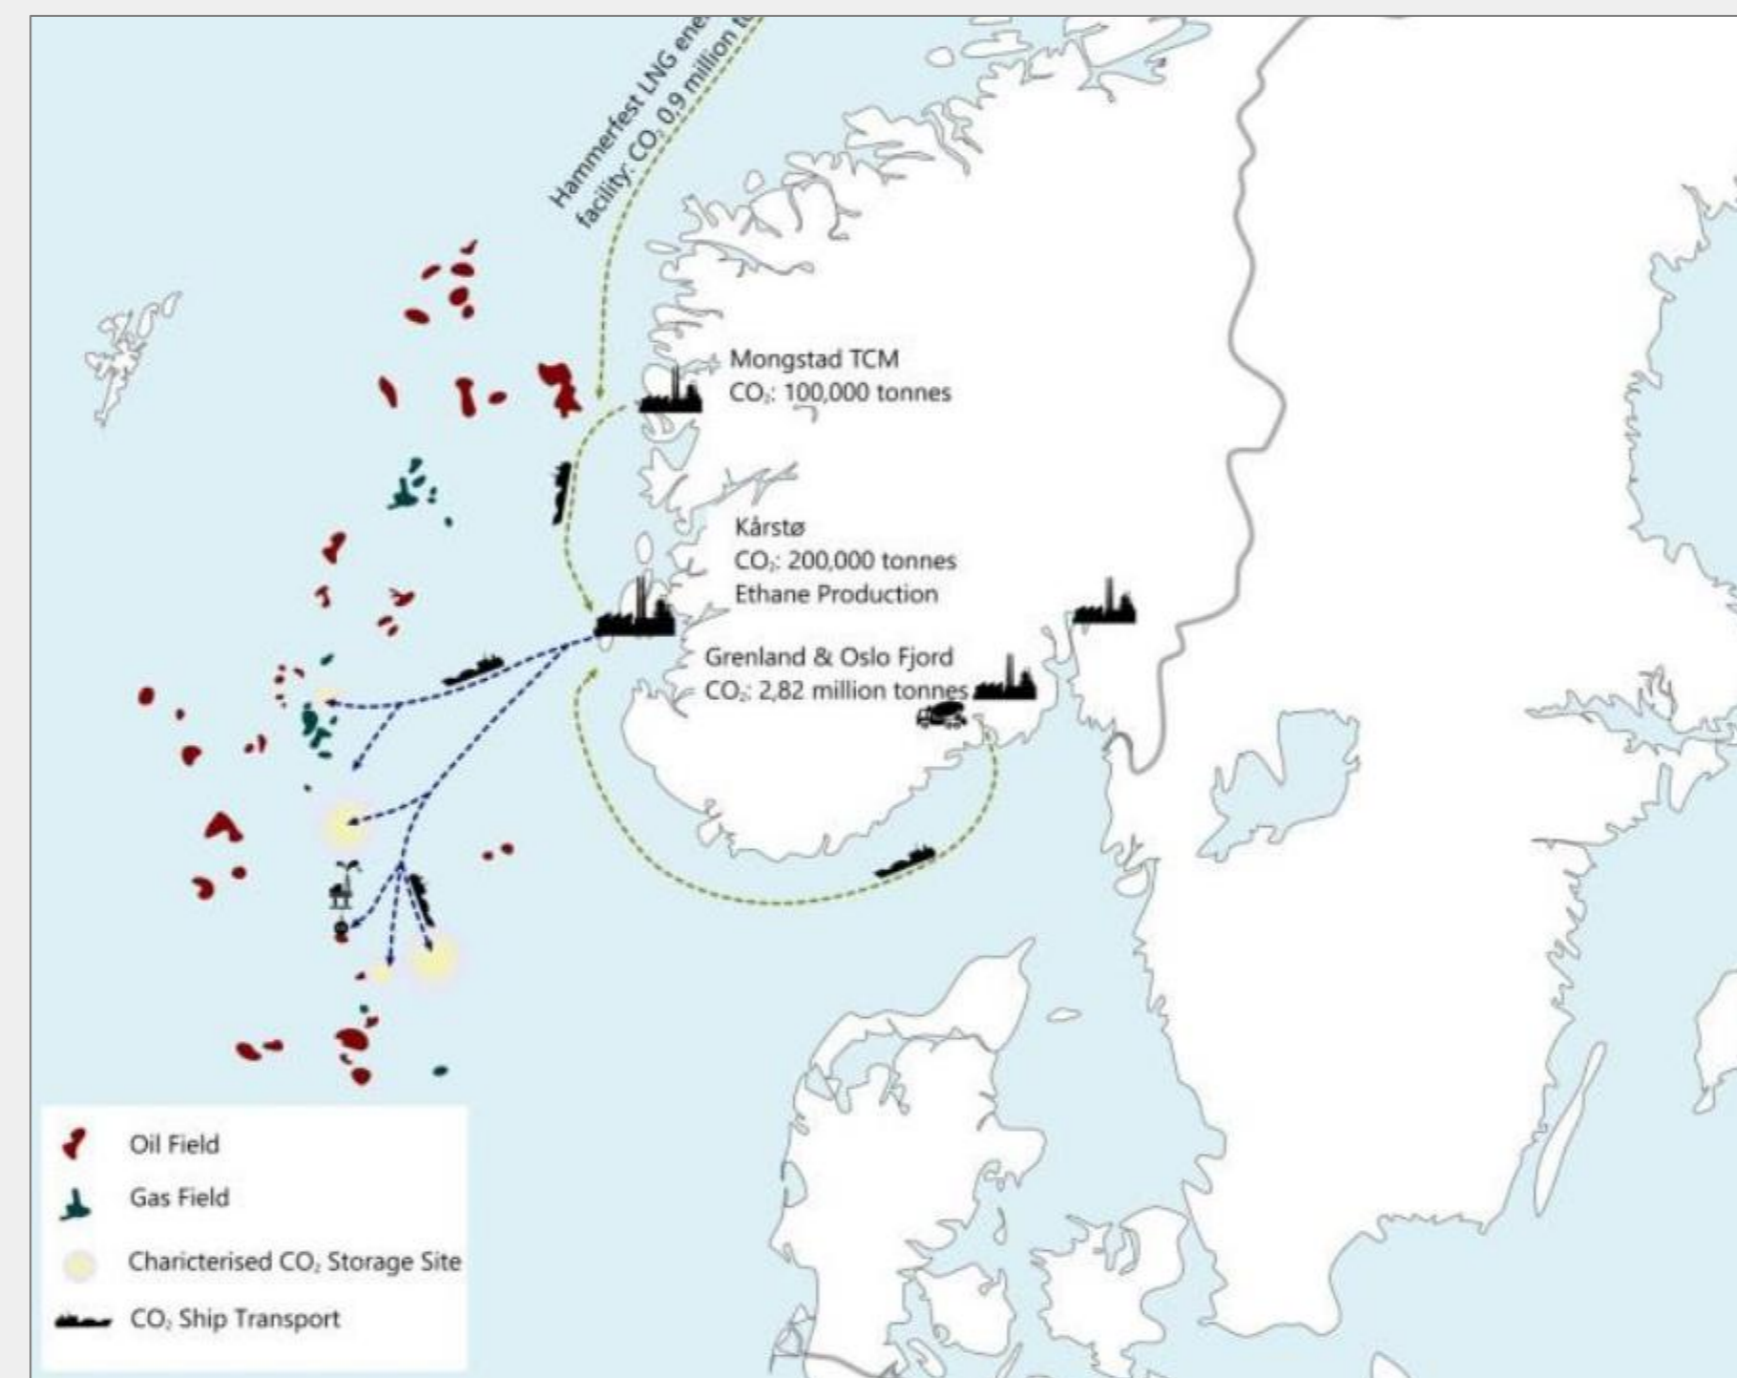 Hammerfest LNG
facility: CO₂ 0,9 million
Mongstad TCM
CO₂: 100,000 tonnes
Kårstø
CO₂: 200,000 tonnes
Ethane Production
Grenland & Oslo Fjord
CO₂: 2,82 million tonnes
Oil Field
Gas Field
Charicterised CO₂ Storage Site
CO₂ Ship Transport